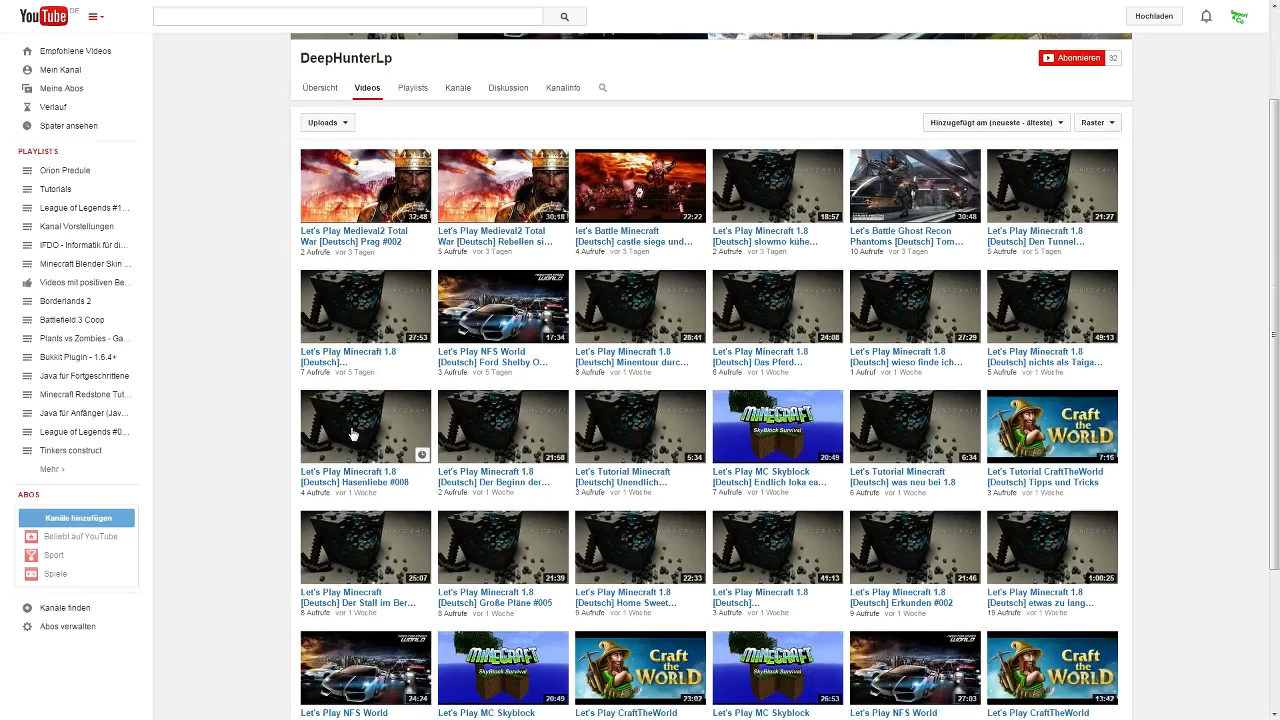 YouTube DE
Hochladen
Empfohlene Videos
Mein Kanal
Meine Abos
Verlauf
Später ansehen
PLAYLISTS
Orion Predule
Tutorials
League of Legends #1...
Kanal Vorstellungen
IFDO - Informatik für di...
Minecraft Benster Skin ...
Videos mit positiven Be...
Borderlands 2
Battlefield 3 Coop
Plants vs Zombies - Ga...
Bukkit Plugin - 1.6.4+
Java für Fortgeschrittene
Minecraft Redstone Tut...
Java für Anfänger
Tinkers construct
Mehr ›
ABOS
Kanäle hinzufügen
Beliebt auf YouTube
Sport
Spiele
Kanäle finden
Abos verwalten
DeepHunterLp
Abonnieren 32
Übersicht Videos Playlists Kanäle Diskussion Kanalinfo
Uploads
Hinzugefügt am (neueste - älteste) Raster
32:48 30:18 22:22 18:57 30:48 21:27
Let's Play Medieval2 Total
War [Deutsch] Prag #002
2 Aufrufe vor 3 Tagen
Let's Play Medieval2 Total
War [Deutsch] Rebellen si...
5 Aufrufe vor 3 Tagen
let's Battle Minecraft
[Deutsch] castle siege und...
4 Aufrufe vor 3 Tagen
Let's Play Minecraft 1.8
[Deutsch] slowmo kühe...
2 Aufrufe vor 3 Tagen
Let's Battle Ghost Recon
Phantoms [Deutsch] Tom...
10 Aufrufe vor 3 Tagen
Let's Play Minecraft 1.8
[Deutsch] Den Tunnel...
5 Aufrufe vor 5 Tagen
27:53 17:34 28:41 24:08 27:29 49:13
Let's Play Minecraft 1.8
[Deutsch]...
7 Aufrufe vor 5 Tagen
Let's Play NFS World
[Deutsch] Ford Shelby O...
3 Aufrufe vor 5 Tagen
Let's Play Minecraft 1.8
[Deutsch] Minentour durc...
8 Aufrufe vor 1 Woche
Let's Play Minecraft 1.8
[Deutsch] Das Pferd...
6 Aufrufe vor 1 Woche
Let's Play Minecraft 1.8
[Deutsch] wieso finde ich...
1 Aufruf vor 1 Woche
Let's Play Minecraft 1.8
[Deutsch] nichts als Taiga...
5 Aufrufe vor 1 Woche
MINECRAFT
SkyBlock Survival
Craft
the
WORLD
21:58 5:34 20:49 6:34 7:16
Let's Play Minecraft 1.8
[Deutsch] Hasenliebe #008
4 Aufrufe vor 1 Woche
Let's Play Minecraft 1.8
[Deutsch] Der Beginn der...
2 Aufrufe vor 1 Woche
Let's Tutorial Minecraft
[Deutsch] Unendlich...
3 Aufrufe vor 1 Woche
Let's Play MC Skyblock
[Deutsch] Endlich loka ea...
7 Aufrufe vor 1 Woche
Let's Tutorial Minecraft
[Deutsch] was neu bei 1.8
6 Aufrufe vor 1 Woche
Let's Tutorial CraftTheWorld
[Deutsch] Tipps und Tricks
3 Aufrufe vor 1 Woche
21:39 22:33 41:13 21:46 1:00:25
Let's Play Minecraft
[Deutsch] Der Stall im Ber...
6 Aufrufe vor 1 Woche
Let's Play Minecraft 1.8
[Deutsch] Große Pläne #005
8 Aufrufe vor 1 Woche
Let's Play Minecraft 1.8
[Deutsch] Home Sweet...
9 Aufrufe vor 1 Woche
Let's Play Minecraft 1.8
[Deutsch]...
3 Aufrufe vor 1 Woche
Let's Play Minecraft 1.8
[Deutsch] Erkunden #002
9 Aufrufe vor 1 Woche
Let's Play Minecraft 1.8
[Deutsch] etwas zu lang...
19 Aufrufe vor 1 Woche
WORLD
MINECRAFT
SkyBlock Survival
Craft
the
WORLD
MINECRAFT
SkyBlock Survival
WORLD
Craft
the
WORLD
24:24 20:49 23:02 26:53 27:03 13:42
Let's Play NFS World
Let's Play MC Skyblock
Let's Play CraftTheWorld
Let's Play MC Skyblock
Let's Play NFS World
Let's Play CraftTheWorld